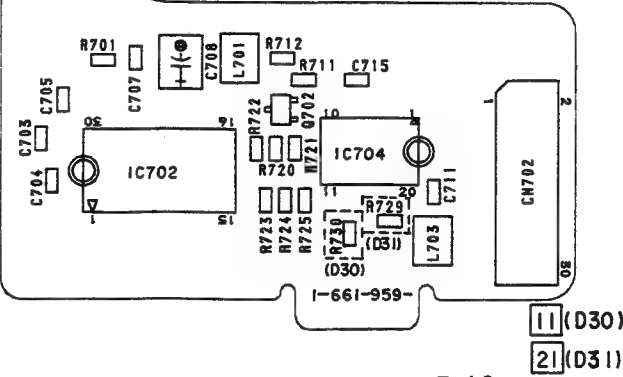 R701
C707
C708
L701
R712
R711
C715
C705
C703
C704
30
16
IC702
1
15
R722
Q702
R720
R721
10
1
IC704
11
20
C711
R723
R724
R725
R730
(D30)
R729
(D31)
L703
1
2
CN702
30
1-661-959-
11 (D30)
21 (D31)